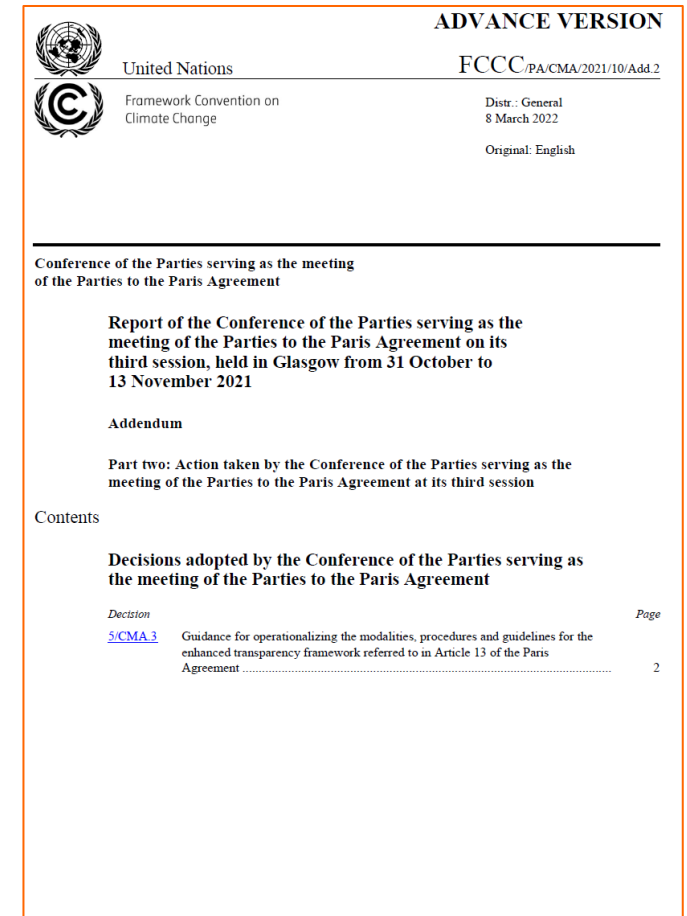 ADVANCE VERSION
United Nations
FCCC/PA/CMA/2021/10/Add.2
Framework Convention on
Climate Change
Distr.: General
8 March 2022
Original: English
Conference of the Parties serving as the meeting
of the Parties to the Paris Agreement
Report of the Conference of the Parties serving as the
meeting of the Parties to the Paris Agreement on its
third session, held in Glasgow from 31 October to
13 November 2021
Addendum
Part two: Action taken by the Conference of the Parties serving as the
meeting of the Parties to the Paris Agreement at its third session
Contents
Decisions adopted by the Conference of the Parties serving as
the meeting of the Parties to the Paris Agreement
Decision Page
5/CMA.3 Guidance for operationalizing the modalities, procedures and guidelines for the
enhanced transparency framework referred to in Article 13 of the Paris
Agreement ........................................................................................................................ 2